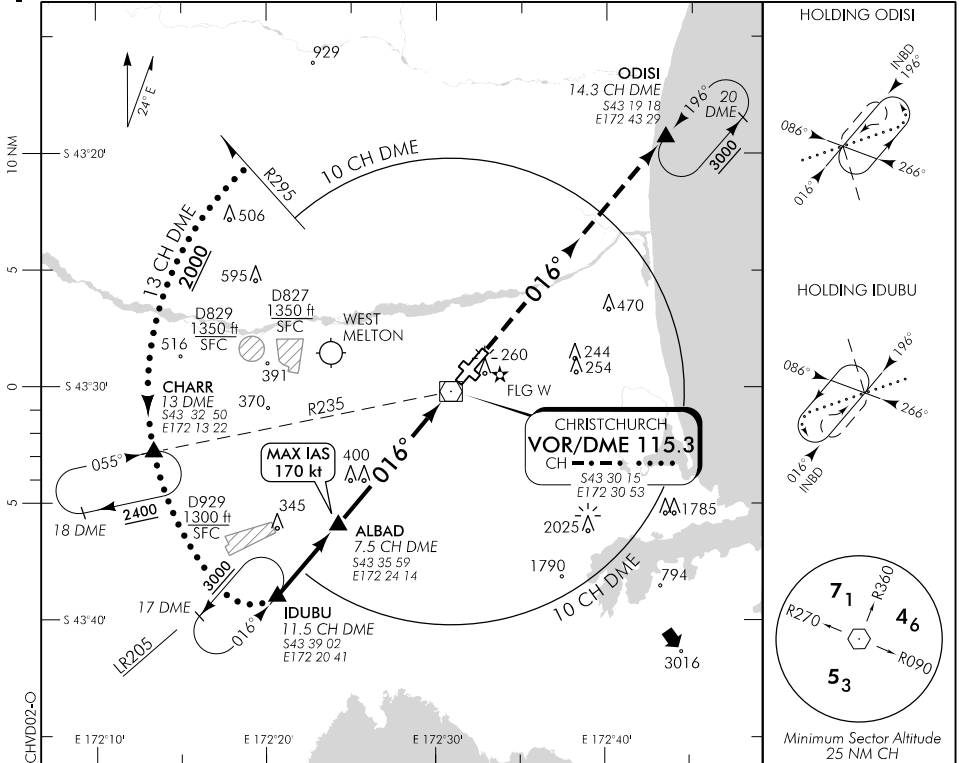 929
24° E
10 NM
S 43°20'
5
0
S 43°30'
5
S 43°40'
CHVD02-O
ODISI
14.3 CH DME
S43 19 18
E172 43 29
196°
20
DME
3000
10 CH DME
R295
506
13 CH DME
2000
595
D829
1350 ft
SFC
D827
1350 ft
SFC
WEST
MELTON
516
391
016°
470
244
254
260
FLG W
CHARR
13 DME
S43 32 50
E172 13 22
370
R235
055°
2400
18 DME
MAX IAS
170 kt
400
016°
CHRISTCHURCH
VOR/DME 115.3
CH
S43 30 15
E172 30 53
D929
1300 ft
SFC
345
ALBAD
7.5 CH DME
S43 35 59
E172 24 14
2025
1785
1790
794
10 CH DME
3000
17 DME
016°
LR205
IDUBU
11.5 CH DME
S43 39 02
E172 20 41
3016
E 172°10'
E 172°20'
E 172°30'
E 172°40'
HOLDING ODISI
INBD
196°
086°
266°
016°
HOLDING IDUBU
196°
086°
266°
016°
INBD
7₁
R360
4₆
R270
R090
5₃
Minimum Sector Altitude
25 NM CH